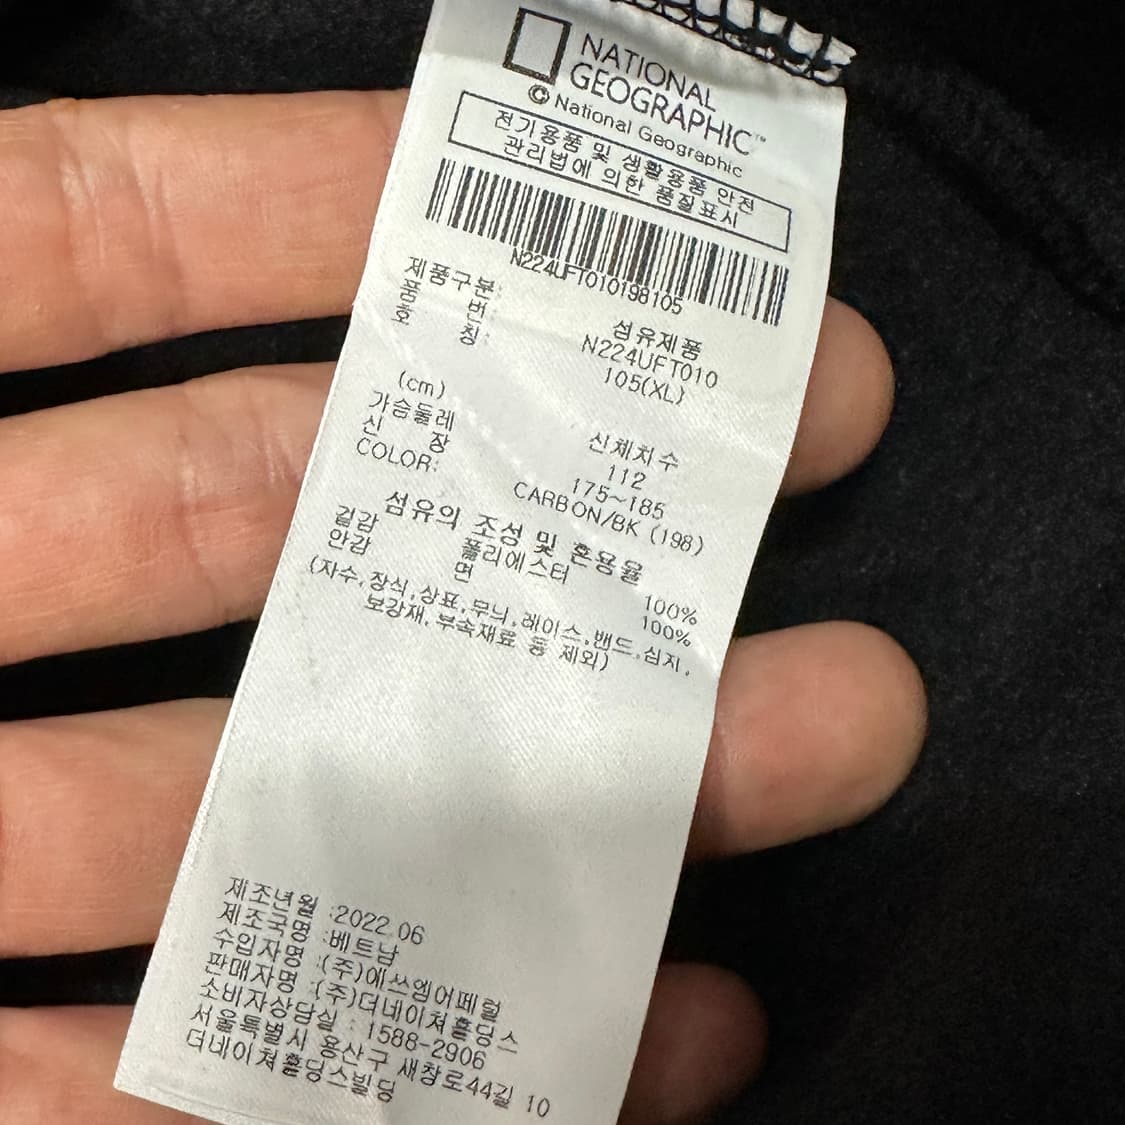 NATIONAL
GEOGRAPHIC™
© National Geographic
전기용품 및 생활용품 안전
관리법에 의한 품질표시
N224UFT010198105
제품구분: 섬유제품
품 번: N224UFT010
호 칭: 105(XL)
(cm) 신체치수
가슴둘레 112
신 장 175~185
COLOR: CARBON/BK (198)
섬유의 조성 및 혼용율
겉감 폴리에스터 100%
안감 면 100%
(자수,장식,상표,무늬,레이스,밴드,심지,
보강재,부속재료 등 제외)
제조년월 :2022.06
제조국명 :베트남
수입자명 :(주)에쓰엠어패럴
판매자명 :(주)더네이쳐홀딩스
소비자상담실 : 1588-2906
서울특별시 용산구 새창로44길 10
더네이쳐홀딩스빌딩